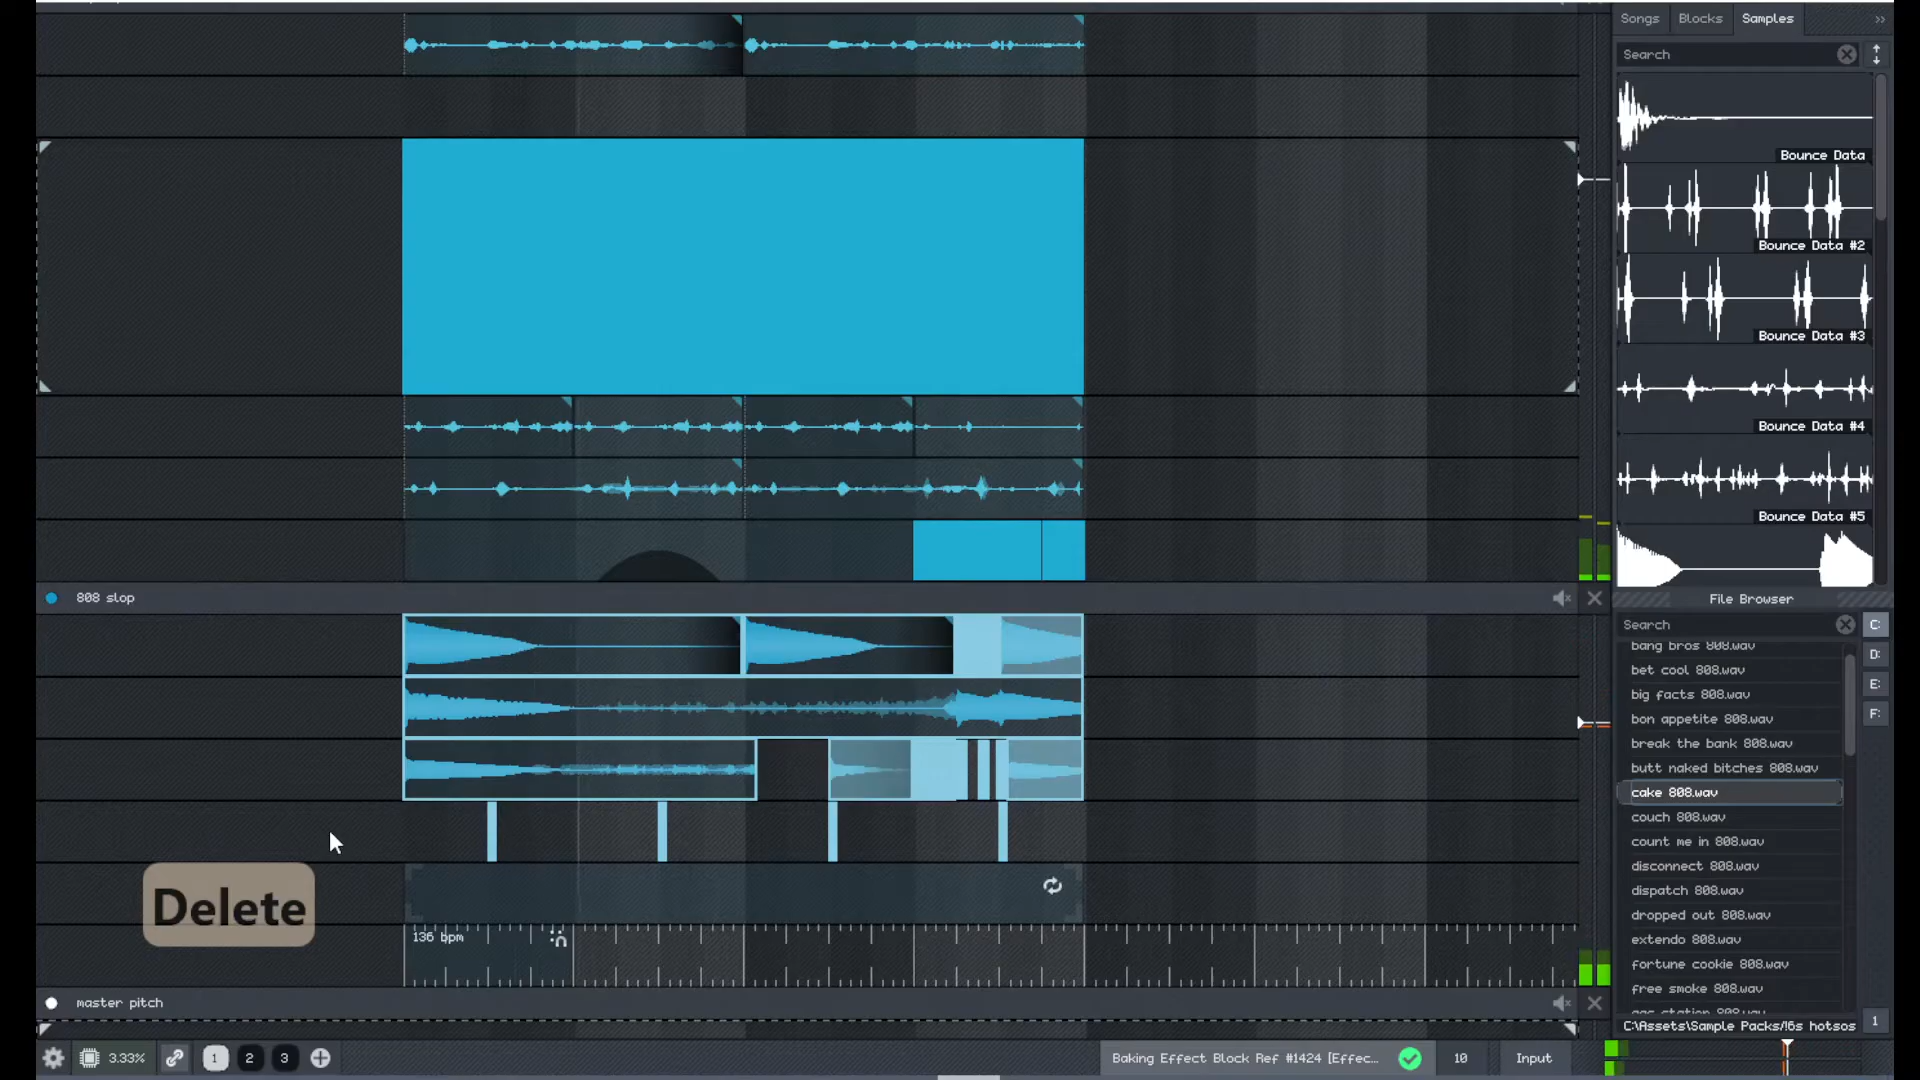 Songs
Blocks
Samples
Search
Bounce Data
Bounce Data #2
Bounce Data #3
Bounce Data #4
Bounce Data #5
808 slop
File Browser
Search
C:
D:
E:
F:
bang bros 808.wav
bet cool 808.wav
big facts 808.wav
bon appetite 808.wav
break the bank 808.wav
butt naked bitches 808.wav
cake 808.wav
couch 808.wav
count me in 808.wav
disconnect 808.wav
dispatch 808.wav
dropped out 808.wav
extendo 808.wav
fortune cookie 808.wav
free smoke 808.wav
C:\Assets\Sample Packs\16s hotsos
1
Delete
136 bpm
master pitch
3.33%
1
2
3
Baking Effect Block Ref #1424 [Effec...
10
Input